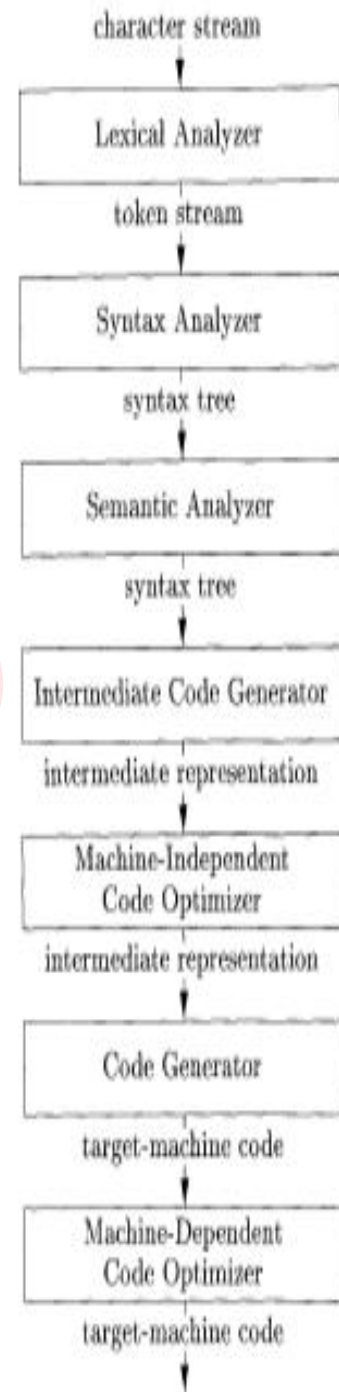 character stream
Lexical Analyzer
token stream
Syntax Analyzer
syntax tree
Semantic Analyzer
syntax tree
Intermediate Code Generator
intermediate representation
Machine-Independent
Code Optimizer
intermediate representation
Code Generator
target-machine code
Machine-Dependent
Code Optimizer
target-machine code